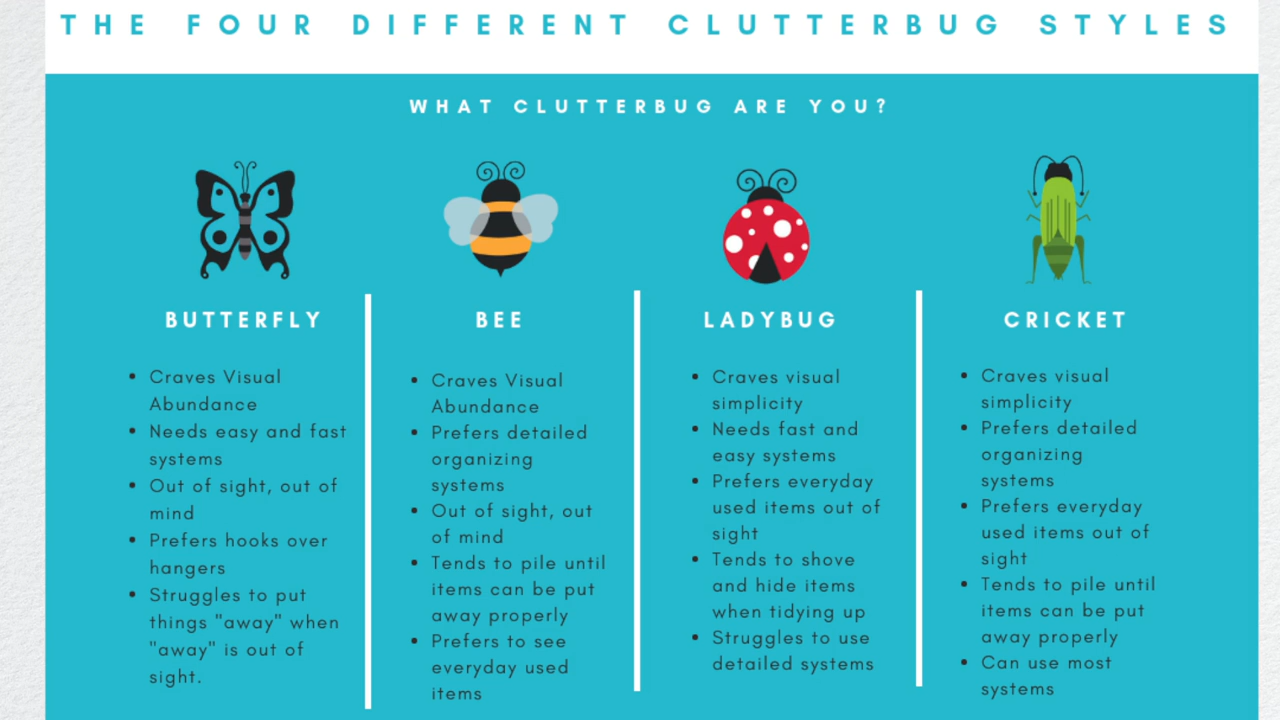 THE FOUR DIFFERENT CLUTTERBUG STYLES
WHAT CLUTTERBUG ARE YOU?
BUTTERFLY
• Craves Visual
Abundance
• Needs easy and fast
systems
• Out of sight, out of
mind
• Prefers hooks over
hangers
• Struggles to put
things "away" when
"away" is out of
sight.
BEE
• Craves Visual
Abundance
• Prefers detailed
organizing
systems
• Out of sight, out
of mind
• Tends to pile until
items can be put
away properly
• Prefers to see
everyday used
items
LADYBUG
• Craves visual
simplicity
• Needs fast and
easy systems
• Prefers everyday
used items out of
sight
• Tends to shove
and hide items
when tidying up
• Struggles to use
detailed systems
CRICKET
• Craves visual
simplicity
• Prefers detailed
organizing
systems
• Prefers everyday
used items out of
sight
• Tends to pile until
items can be put
away properly
• Can use most
systems